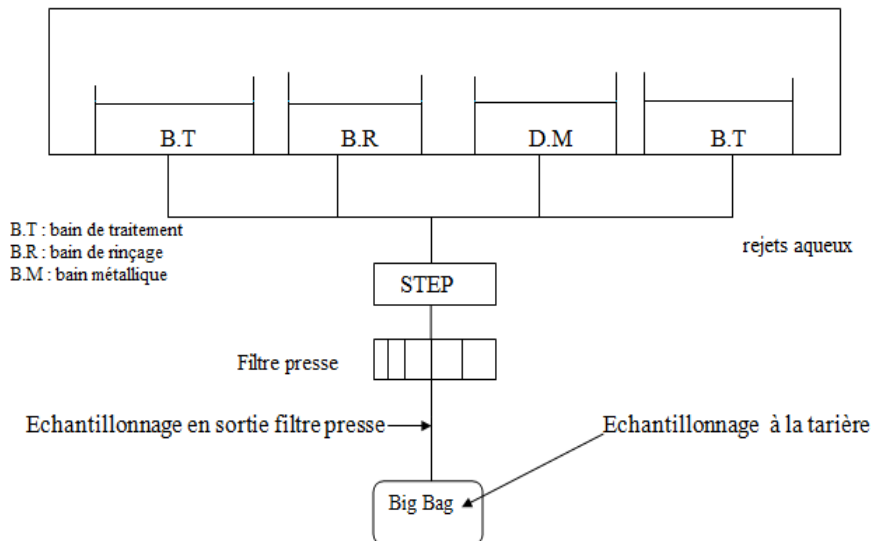 B.T
B.R
D.M
B.T
B.T : bain de traitement
B.R : bain de rinçage
B.M : bain métallique
rejets aqueux
STEP
Filtre presse
Echantillonnage en sortie filtre presse
Echantillonnage à la tarière
Big Bag